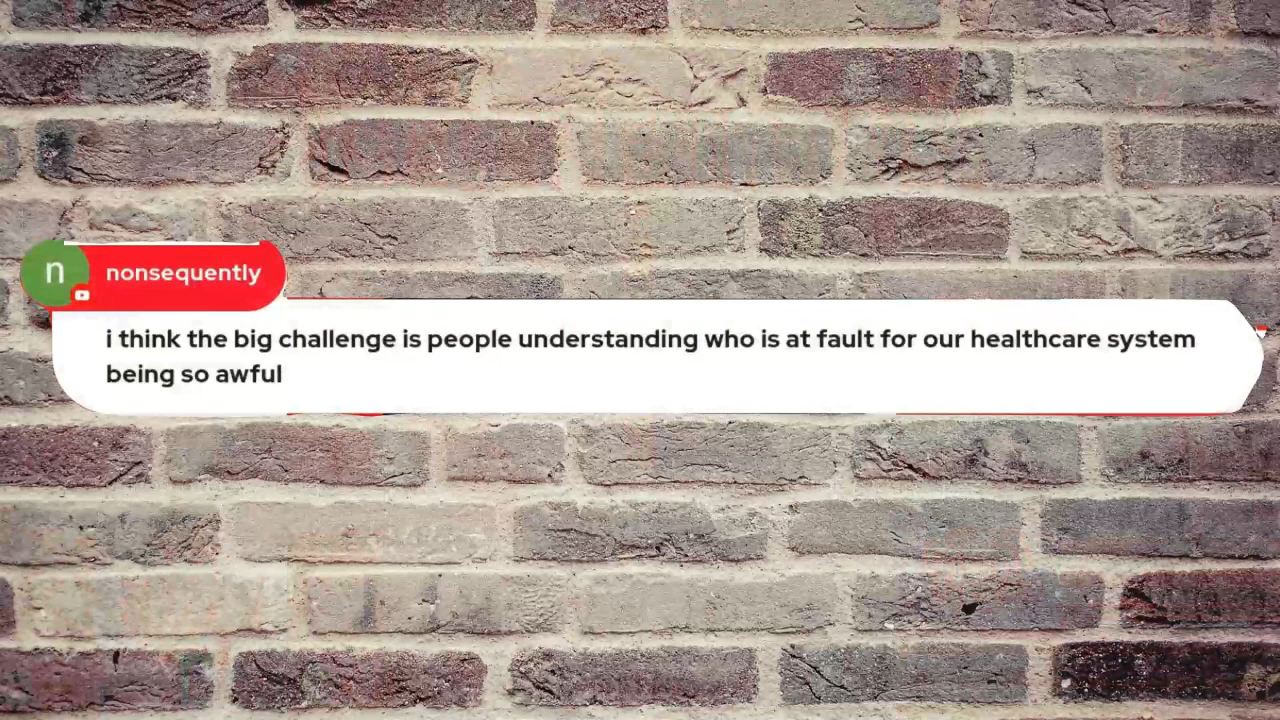 n
nonsequently
i think the big challenge is people understanding who is at fault for our healthcare system
being so awful